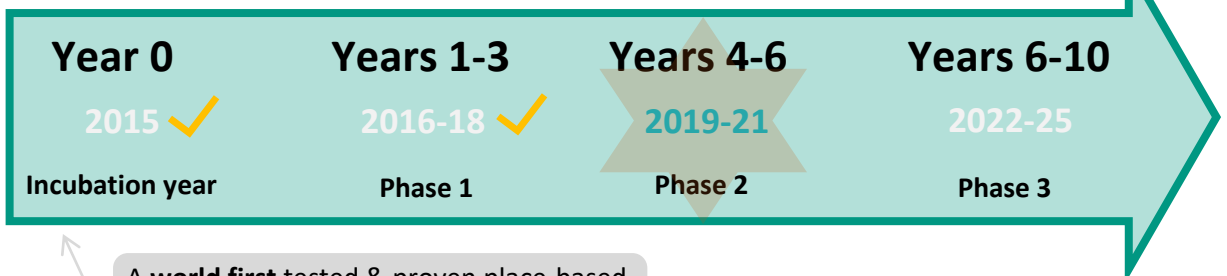 Year 0 Years 1-3 Years 4-6 Years 6-10
2015 2016-18 2019-21 2022-25
Incubation year Phase 1 Phase 2 Phase 3
A world first tested & proven place-based